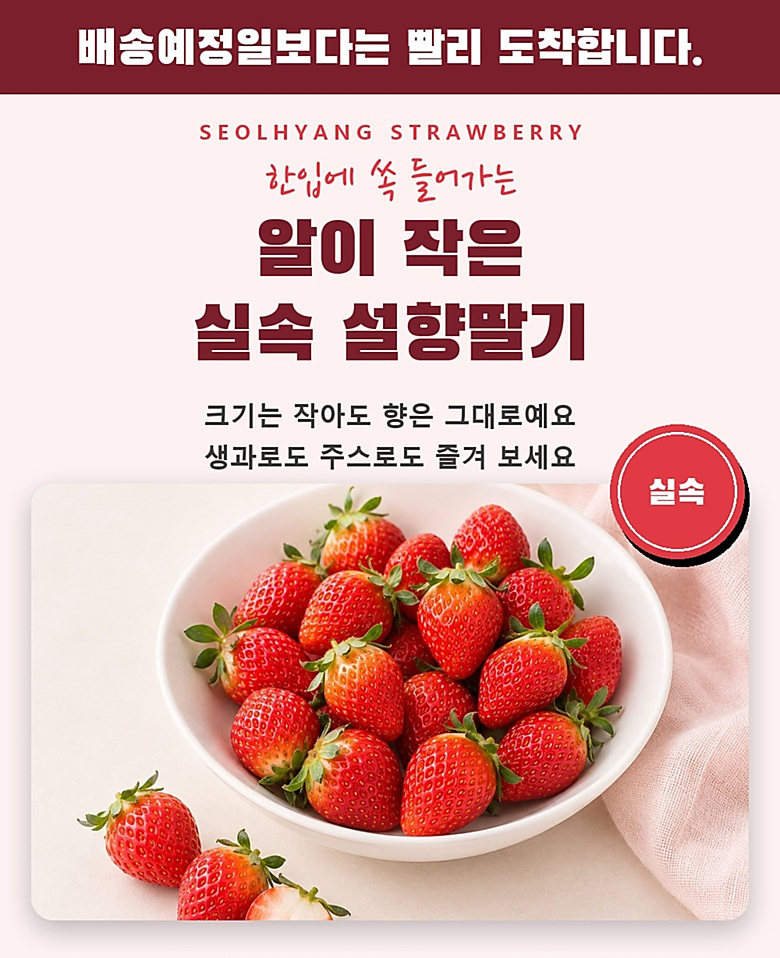 배송예정일보다는 빨리 도착합니다.
SEOLHYANG STRAWBERRY
한입에 쏙 들어가는
알이 작은
실속 설향딸기
크기는 작아도 향은 그대로예요
생과로도 주스로도 즐겨 보세요
실속